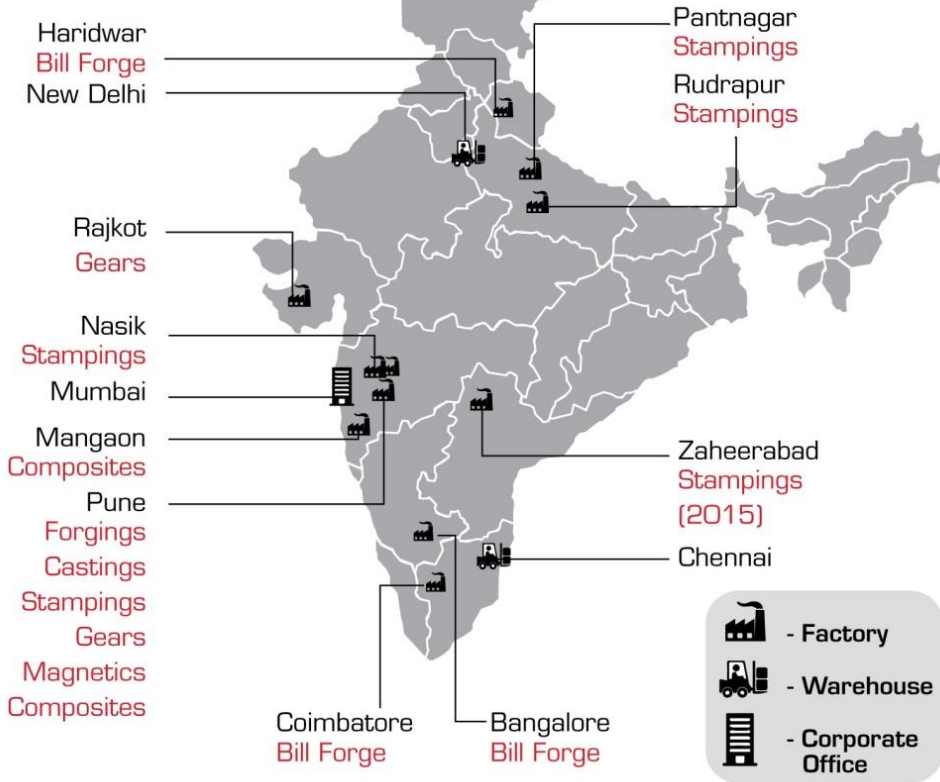 Haridwar
Bill Forge
New Delhi
Rajkot
Gears
Nasik
Stampings
Mumbai
Mangaon
Composites
Pune
Forgings
Castings
Stampings
Gears
Magnetics
Composites
Coimbatore
Bill Forge
Bangalore
Bill Forge
Pantnagar
Stampings
Rudrapur
Stampings
Zaheerabad
Stampings
(2015)
Chennai
- Factory
- Warehouse
- Corporate
Office